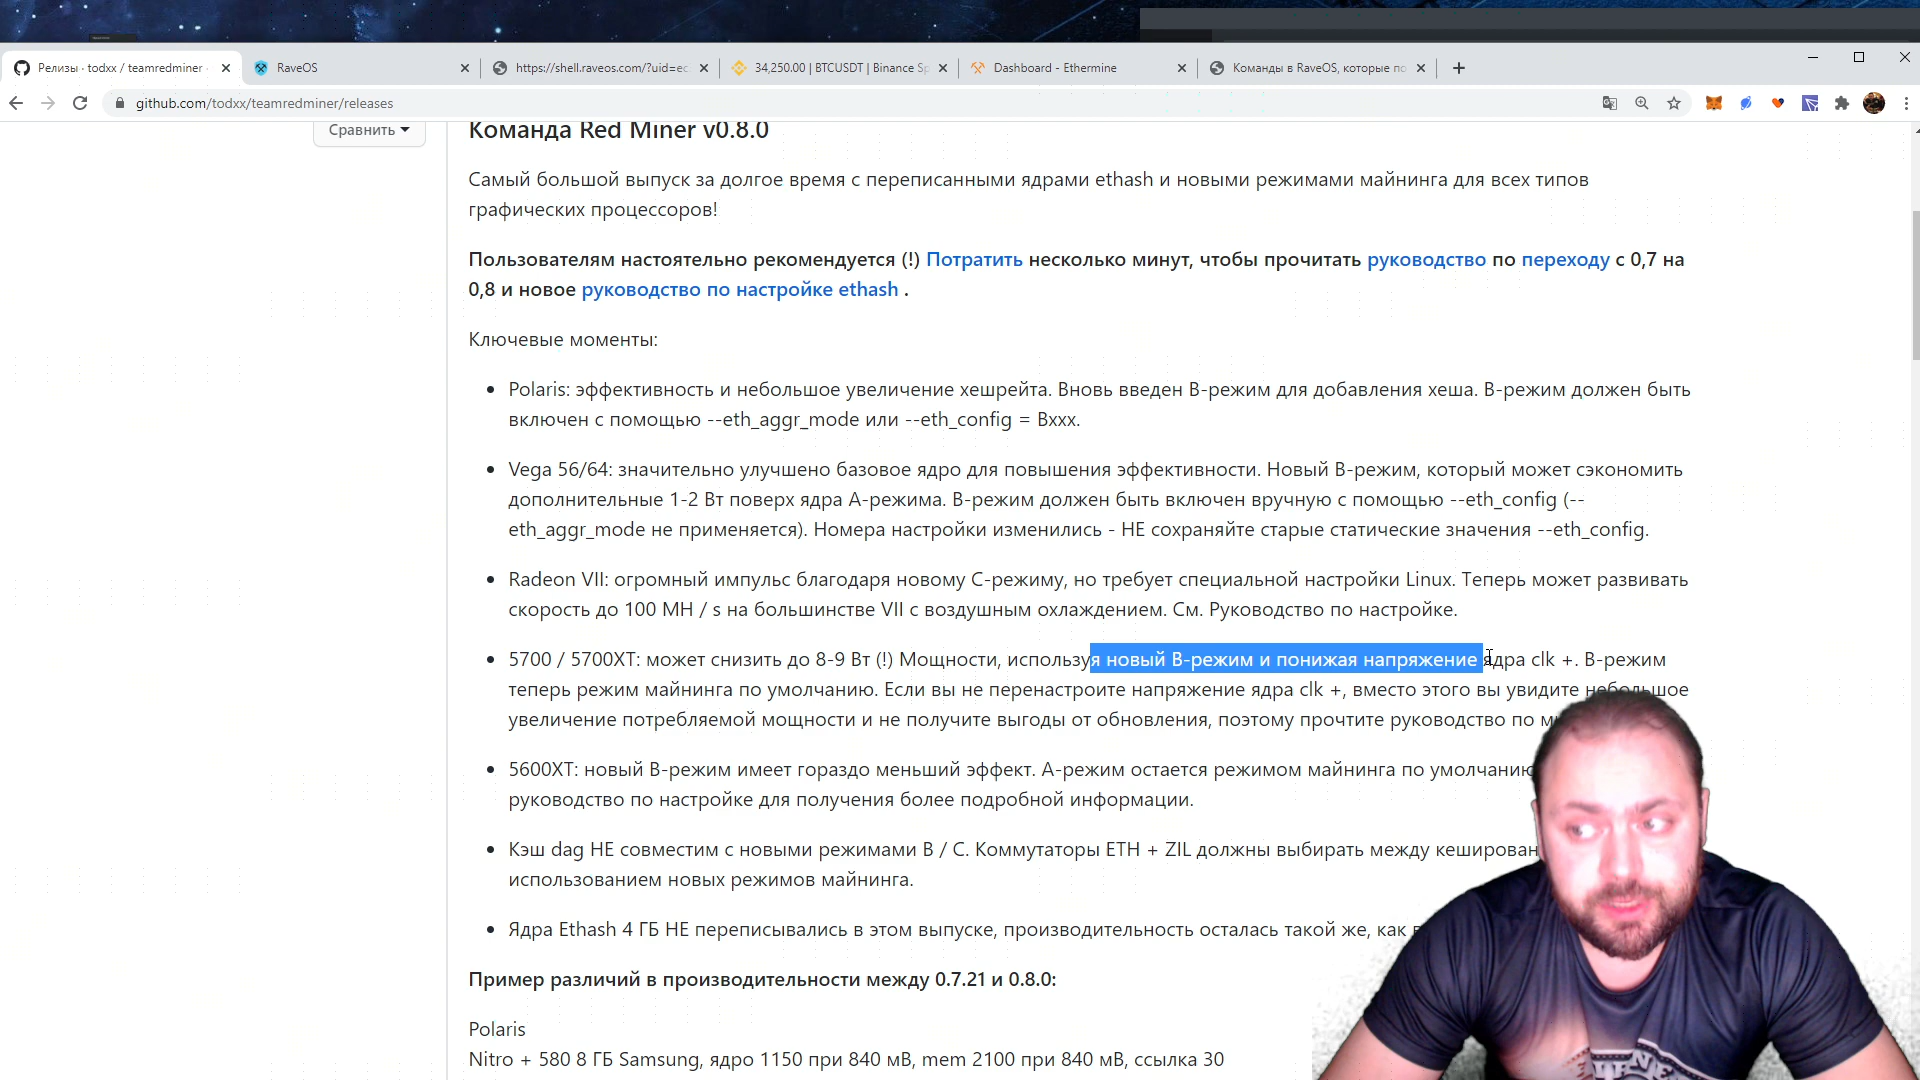 Релизы · todxx / teamredminer
RaveOS
https://shell.raveos.com/?uid=ec
34,250.00 | BTCUSDT | Binance Sp
Dashboard - Ethermine
Команды в RaveOS, которые по
github.com/todxx/teamredminer/releases
Сравнить
Команда Red Miner v0.8.0
Самый большой выпуск за долгое время с переписанными ядрами ethash и новыми режимами майнинга для всех типов
графических процессоров!
Пользователям настоятельно рекомендуется (!) Потратить несколько минут, чтобы прочитать руководство по переходу с 0,7 на
0,8 и новое руководство по настройке ethash .
Ключевые моменты:
Polaris: эффективность и небольшое увеличение хешрейта. Вновь введен B-режим для добавления хеша. B-режим должен быть
включен с помощью --eth_aggr_mode или --eth_config = Bxxx.
Vega 56/64: значительно улучшено базовое ядро для повышения эффективности. Новый B-режим, который может сэкономить
дополнительные 1-2 Вт поверх ядра A-режима. B-режим должен быть включен вручную с помощью --eth_config (--
eth_aggr_mode не применяется). Номера настройки изменились - НЕ сохраняйте старые статические значения --eth_config.
Radeon VII: огромный импульс благодаря новому C-режиму, но требует специальной настройки Linux. Теперь может развивать
скорость до 100 MH / s на большинстве VII с воздушным охлаждением. См. Руководство по настройке.
5700 / 5700XT: может снизить до 8-9 Вт (!) Мощности, используя новый B-режим и понижая напряжение ядра clk +. B-режим
теперь режим майнинга по умолчанию. Если вы не перенастроите напряжение ядра clk +, вместо этого вы увидите небольшое
увеличение потребляемой мощности и не получите выгоды от обновления, поэтому прочтите руководство по
5600XT: новый B-режим имеет гораздо меньший эффект. A-режим остается режимом майнинга по умолчанию
руководство по настройке для получения более подробной информации.
Кэш dag НЕ совместим с новыми режимами B / C. Коммутаторы ETH + ZIL должны выбирать между кеширован
использованием новых режимов майнинга.
Ядра Ethash 4 ГБ НЕ переписывались в этом выпуске, производительность осталась такой же, как
Пример различий в производительности между 0.7.21 и 0.8.0:
Polaris
Nitro + 580 8 ГБ Samsung, ядро 1150 при 840 мВ, mem 2100 при 840 мВ, ссылка 30